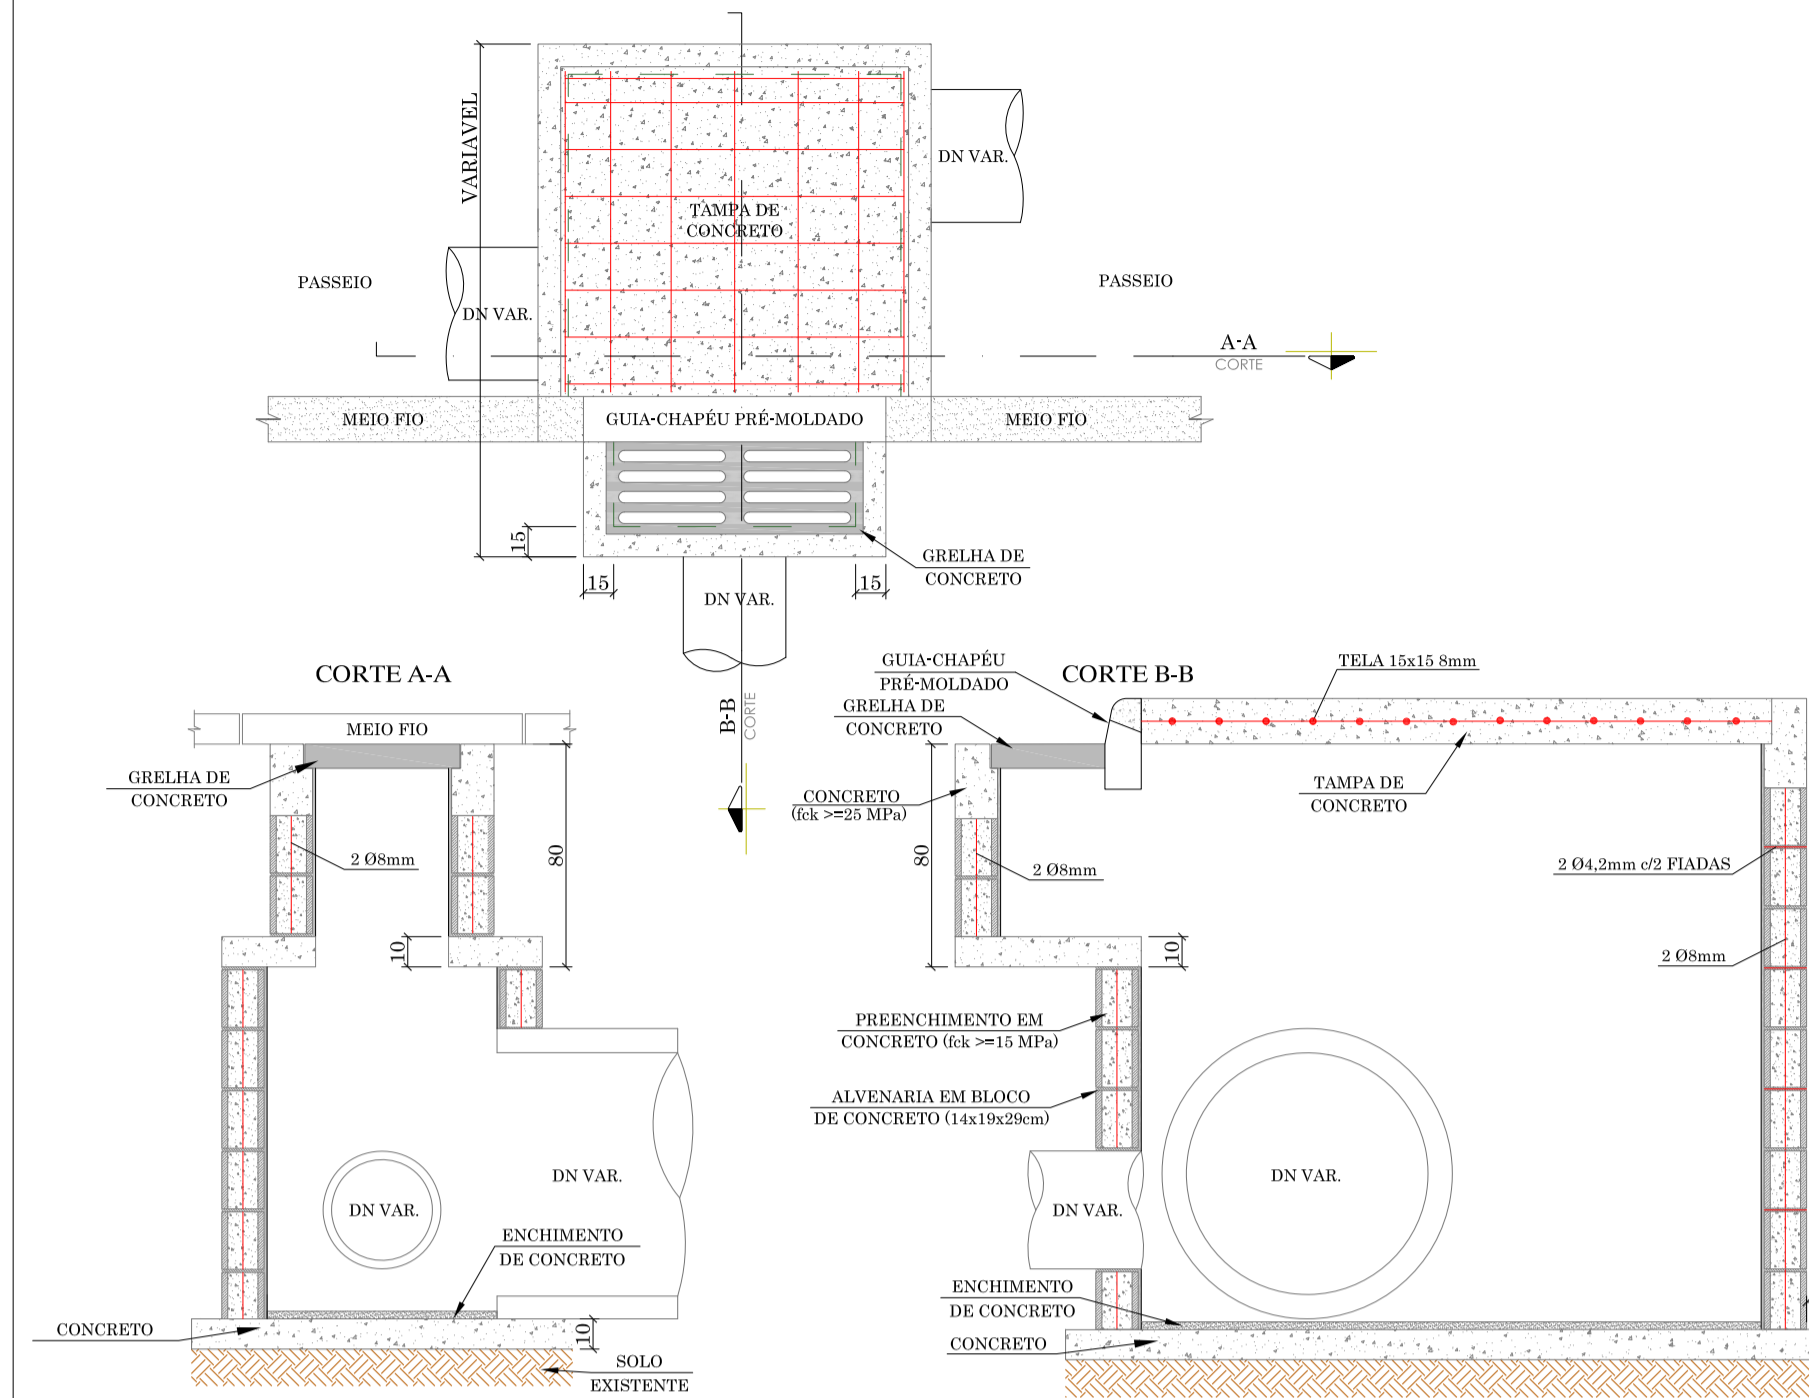 VARIAVEL
DN VAR.
TAMPA DE
CONCRETO
PASSEIO
PASSEIO
DN VAR.
A-A
CORTE
MEIO FIO
GUIA-CHAPÉU PRÉ-MOLDADO
MEIO FIO
15
GRELHA DE
CONCRETO
15
15
DN VAR.
B-B
CORTE
CORTE A-A
MEIO FIO
GRELHA DE
CONCRETO
2 Ø8mm
80
10
DN VAR.
DN VAR.
ENCHIMENTO
DE CONCRETO
CONCRETO
10
SOLO
EXISTENTE
CORTE B-B
GUIA-CHAPÉU
PRÉ-MOLDADO
GRELHA DE
CONCRETO
TELA 15x15 8mm
TAMPA DE
CONCRETO
CONCRETO
(fck >=25 MPa)
80
2 Ø8mm
2 Ø4,2mm c/2 FIADAS
10
2 Ø8mm
PREENCHIMENTO EM
CONCRETO (fck >=15 MPa)
ALVENARIA EM BLOCO
DE CONCRETO (14x19x29cm)
DN VAR.
DN VAR.
ENCHIMENTO
DE CONCRETO
CONCRETO